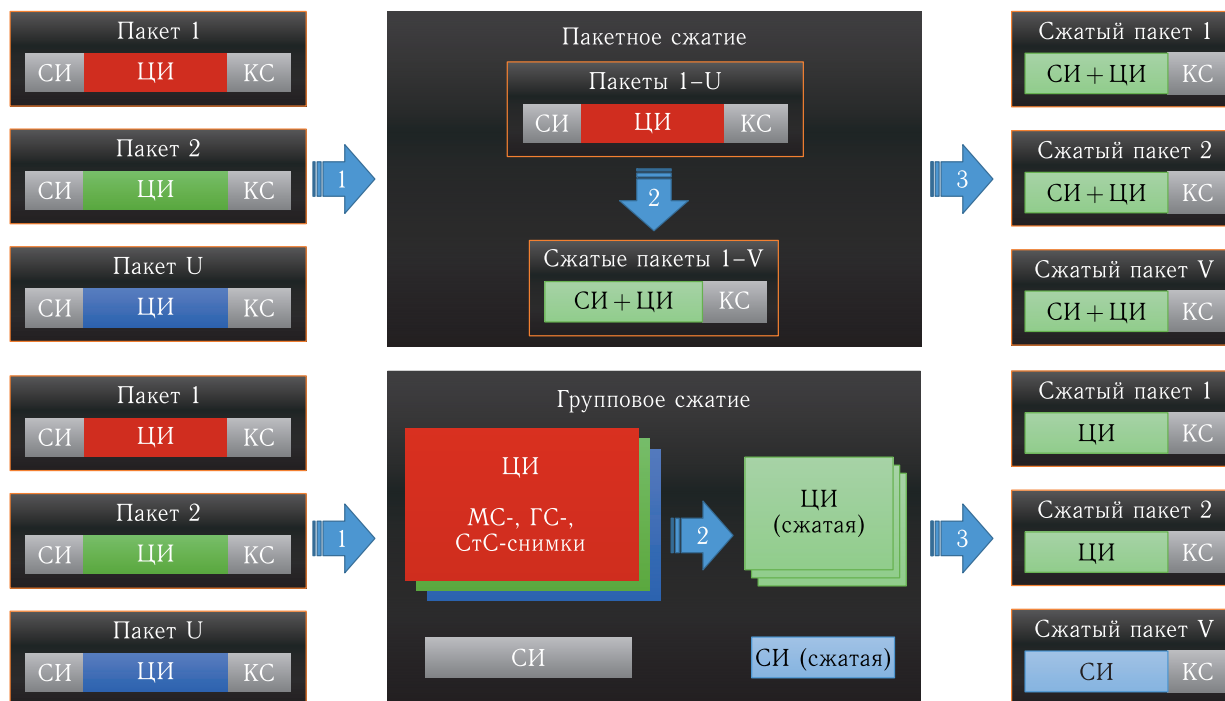 Пакет 1
СИ ЦИ КС
Пакет 2
СИ ЦИ КС
Пакет U
СИ ЦИ КС
1
Пакетное сжатие
Пакеты 1–U
СИ ЦИ КС
2
Сжатые пакеты 1–V
СИ + ЦИ КС
3
Сжатый пакет 1
СИ + ЦИ КС
Сжатый пакет 2
СИ + ЦИ КС
Сжатый пакет V
СИ + ЦИ КС
Пакет 1
СИ ЦИ КС
Пакет 2
СИ ЦИ КС
Пакет U
СИ ЦИ КС
1
Групповое сжатие
ЦИ
МС-, ГС-,
СтС-снимки
2
ЦИ
(сжатая)
СИ
СИ (сжатая)
3
Сжатый пакет 1
ЦИ КС
Сжатый пакет 2
ЦИ КС
Сжатый пакет V
СИ КС